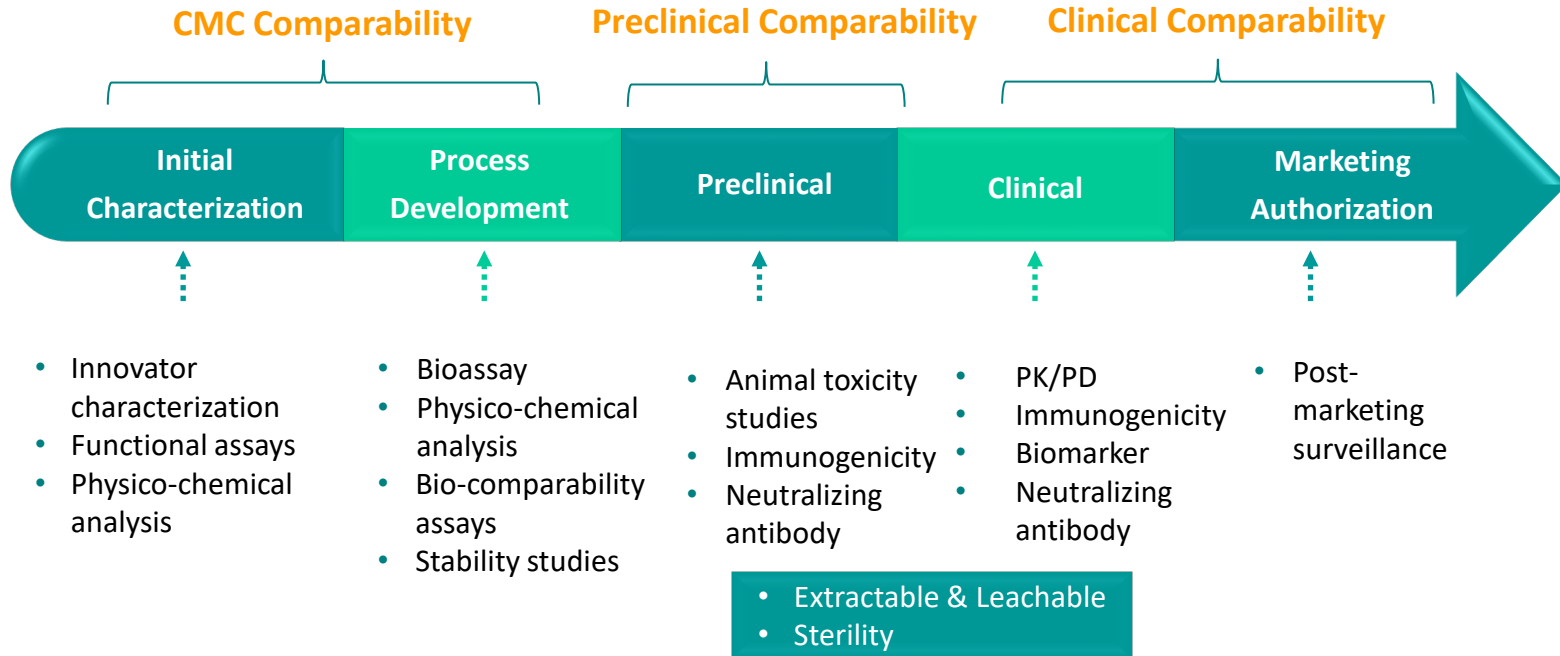 CMC Comparability
Preclinical Comparability
Clinical Comparability
Initial
Characterization
Process
Development
Preclinical
Clinical
Marketing
Authorization
• Innovator
characterization
• Functional assays
• Physico-chemical
analysis
• Bioassay
• Physico-chemical
analysis
• Bio-comparability
assays
• Stability studies
• Animal toxicity
studies
• Immunogenicity
• Neutralizing
antibody
• PK/PD
• Immunogenicity
• Biomarker
• Neutralizing
antibody
• Post-
marketing
surveillance
• Extractable & Leachable
• Sterility